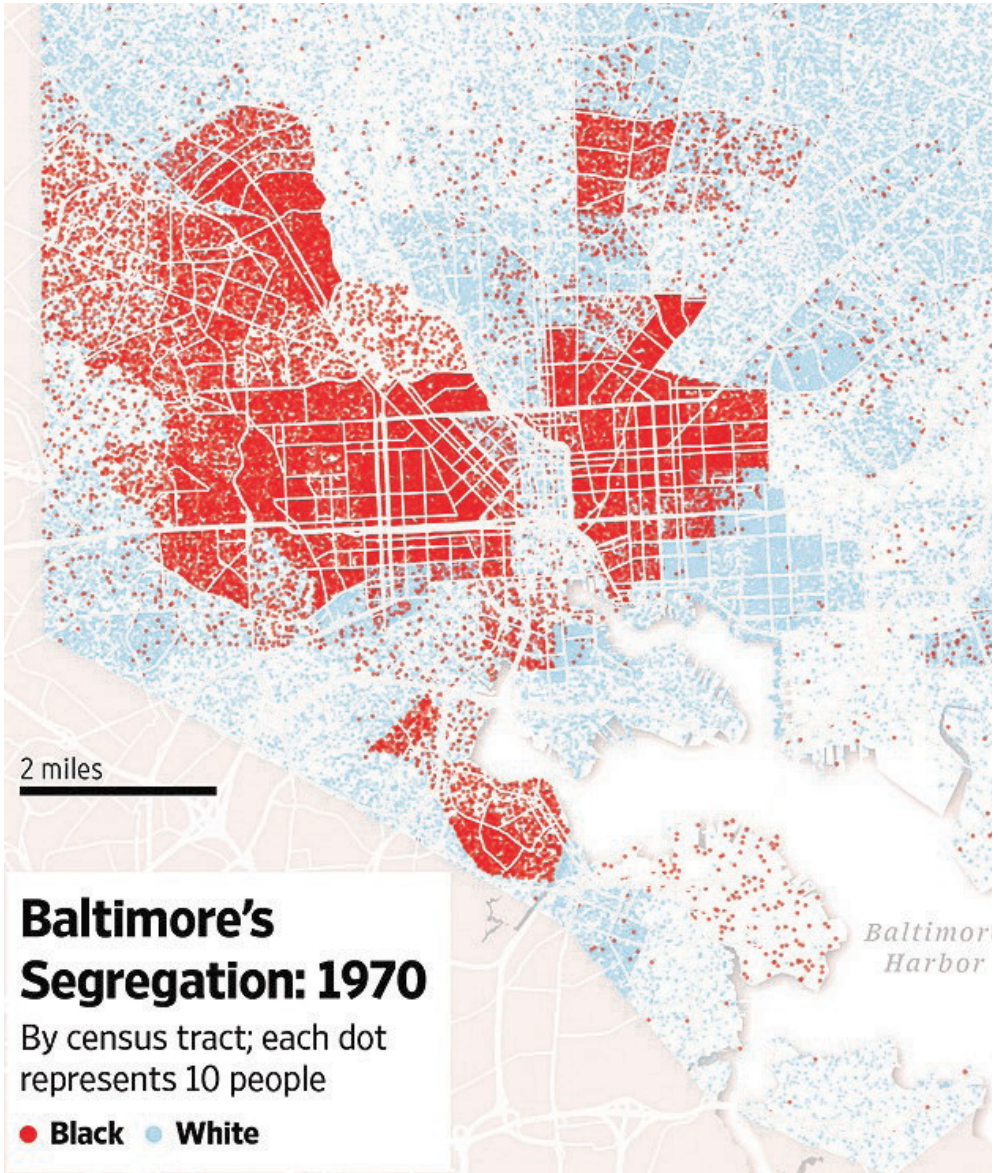 2 miles
Baltimore's
Segregation: 1970
By census tract; each dot
represents 10 people
Black White
Baltimor
Harbor